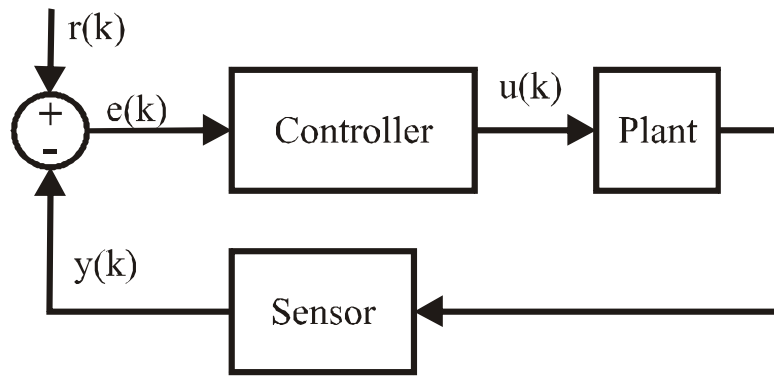 r(k)
+
-
e(k)
Controller
u(k)
Plant
y(k)
Sensor